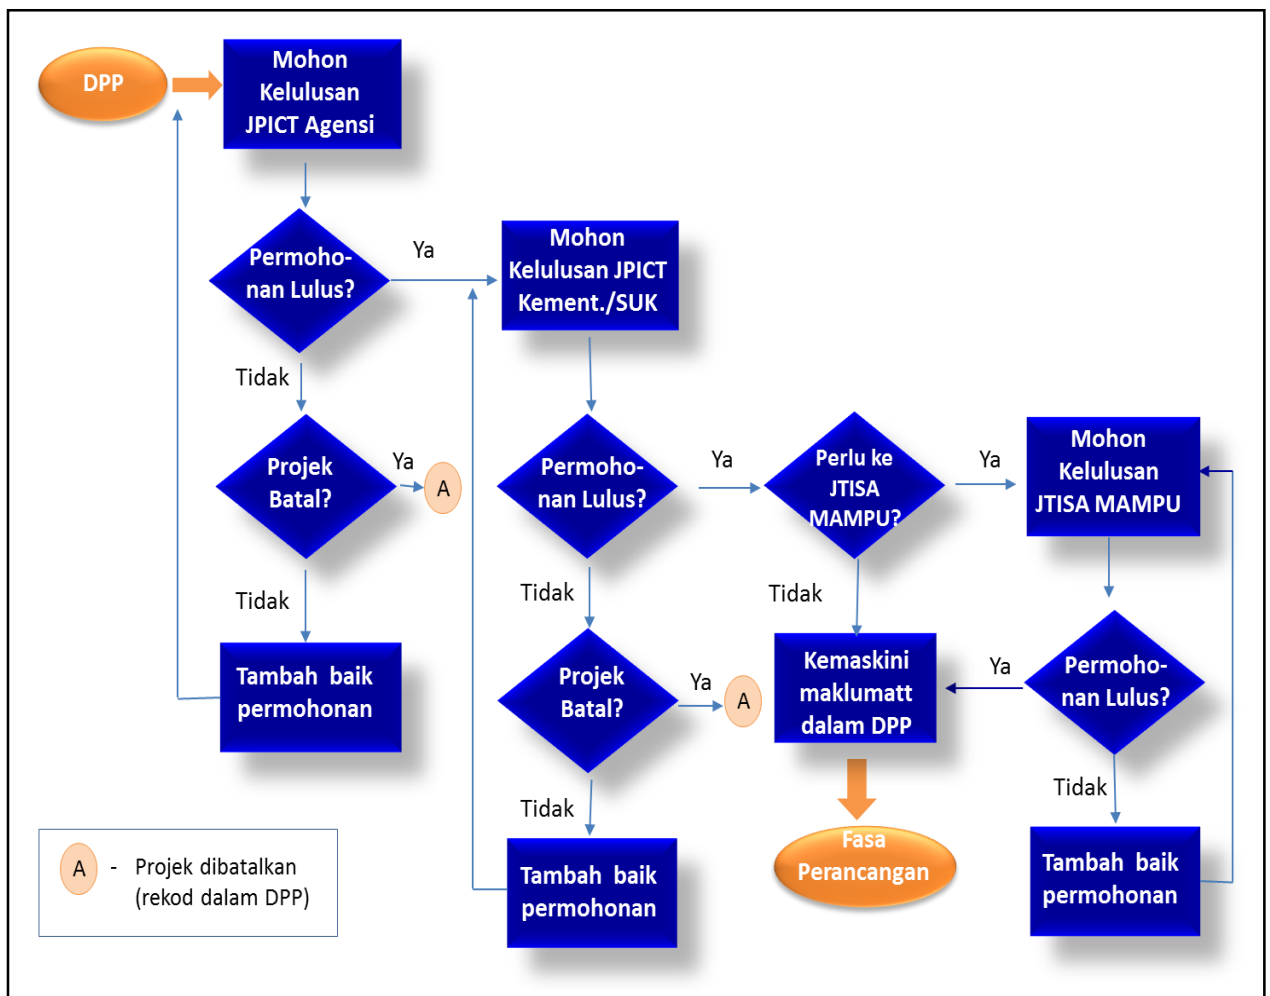 DPP
Mohon
Kelulusan
JPICT Agensi
Permoho-
nan Lulus?
Ya
Mohon
Kelulusan JPICT
Kement./SUK
Tidak
Projek
Batal?
Ya
A
Permoho-
nan Lulus?
Ya
Perlu ke
JTISA
MAMPU?
Ya
Mohon
Kelulusan
JTISA MAMPU
Tidak
Tambah baik
permohonan
Tidak
Projek
Batal?
Ya
A
Tidak
Kemaskini
maklumatt
dalam DPP
Ya
Permoho-
nan Lulus?
Tidak
Tambah baik
permohonan
Fasa
Perancangan
Tidak
Tambah baik
permohonan
A - Projek dibatalkan
(rekod dalam DPP)